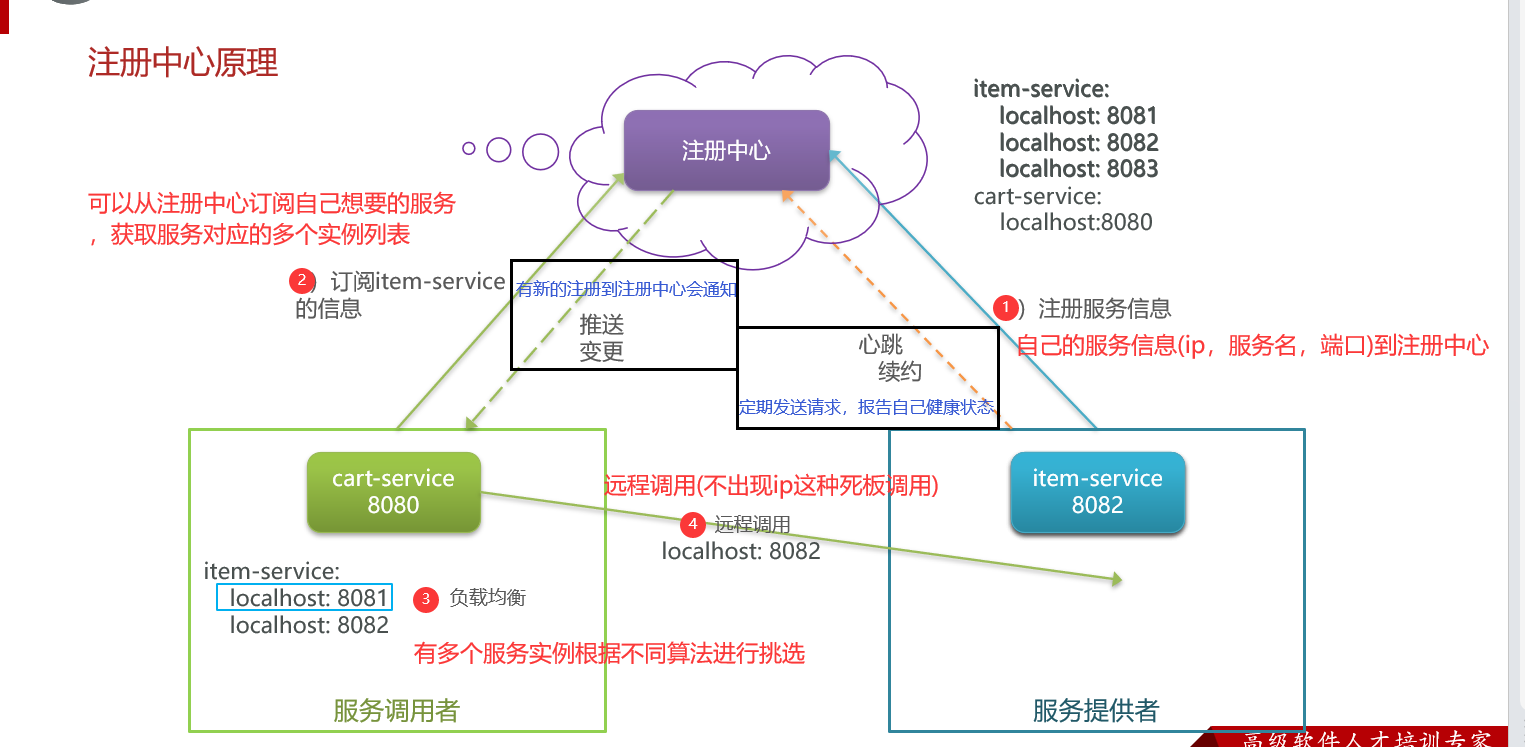 注册中心原理
注册中心
item-service:
localhost: 8081
localhost: 8082
localhost: 8083
cart-service:
localhost:8080
可以从注册中心订阅自己想要的服务
，获取服务对应的多个实例列表
2）订阅item-service
的信息
有新的注册到注册中心会通知
推送
变更
1）注册服务信息
自己的服务信息(ip，服务名，端口)到注册中心
心跳
续约
定期发送请求，报告自己健康状态
cart-service
8080
远程调用(不出现ip这种死板调用)
4 远程调用
localhost: 8082
item-service
8082
item-service:
localhost: 8081
localhost: 8082
3 负载均衡
有多个服务实例根据不同算法进行挑选
服务调用者
服务提供者
高级软件人才培训专家